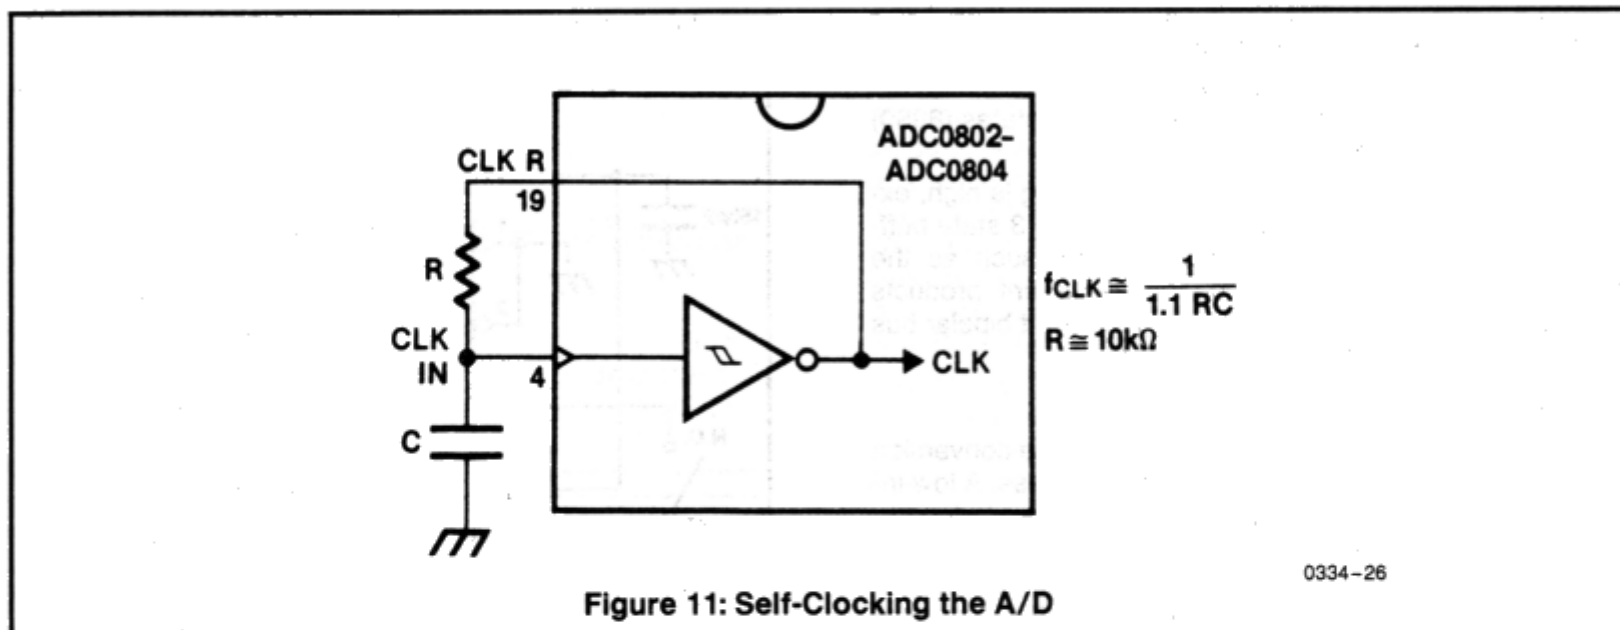 ADC0802–
ADC0804
CLK R
19
R
CLK
IN
4
C
CLK
fCLK ≅ 1 / 1.1 RC
R ≅ 10kΩ
0334–26
Figure 11: Self-Clocking the A/D